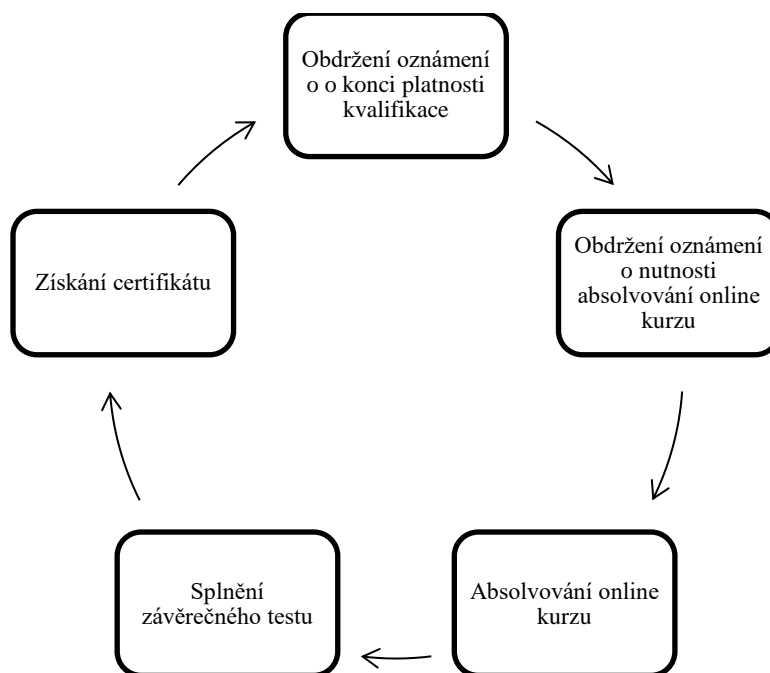 Obdržení oznámení
o o konci platnosti
kvalifikace
Obdržení oznámení
o nutnosti
absolvování online
kurzu
Absolvování online
kurzu
Splnění
závěrečného testu
Získání certifikátu